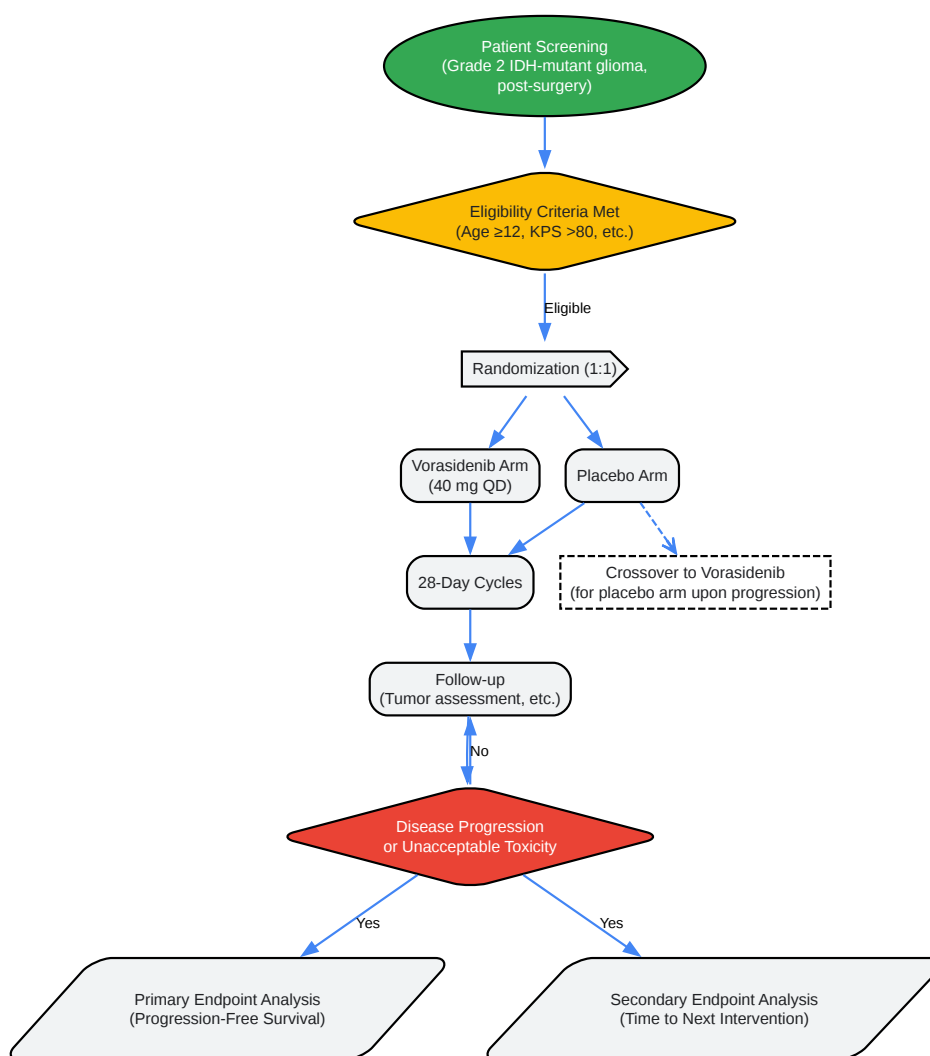 Patient Screening
(Grade 2 IDH-mutant glioma,
post-surgery)
Eligibility Criteria Met
(Age ≥12, KPS >80, etc.)
Eligible
Randomization (1:1)
Vorasidenib Arm
(40 mg QD)
Placebo Arm
28-Day Cycles
Crossover to Vorasidenib
(for placebo arm upon progression)
Follow-up
(Tumor assessment, etc.)
No
Disease Progression
or Unacceptable Toxicity
Yes
Yes
Primary Endpoint Analysis
(Progression-Free Survival)
Secondary Endpoint Analysis
(Time to Next Intervention)